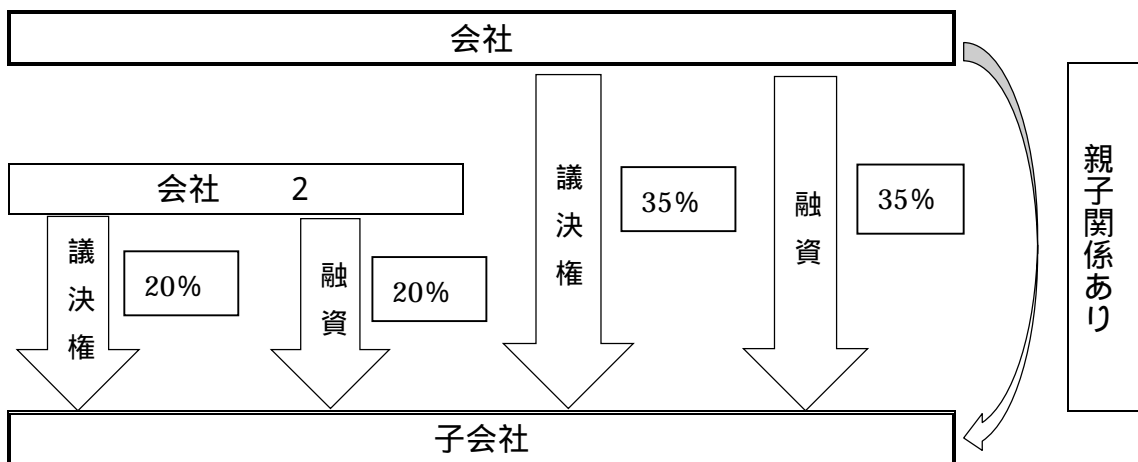 会社
会社 2
議決権
20%
融資
20%
議決権
35%
融資
35%
親子関係あり
子会社